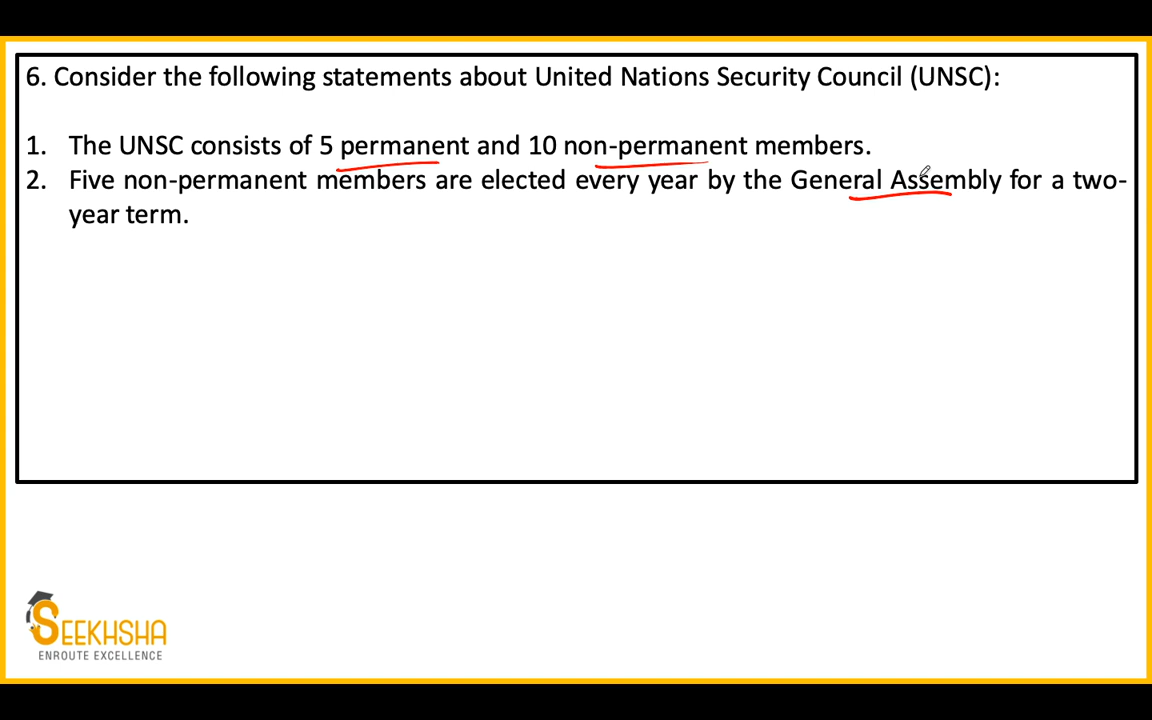 6. Consider the following statements about United Nations Security Council (UNSC):
1. The UNSC consists of 5 permanent and 10 non-permanent members.
2. Five non-permanent members are elected every year by the General Assembly for a two-
year term.
SEEKHSHA
ENROUTE EXCELLENCE